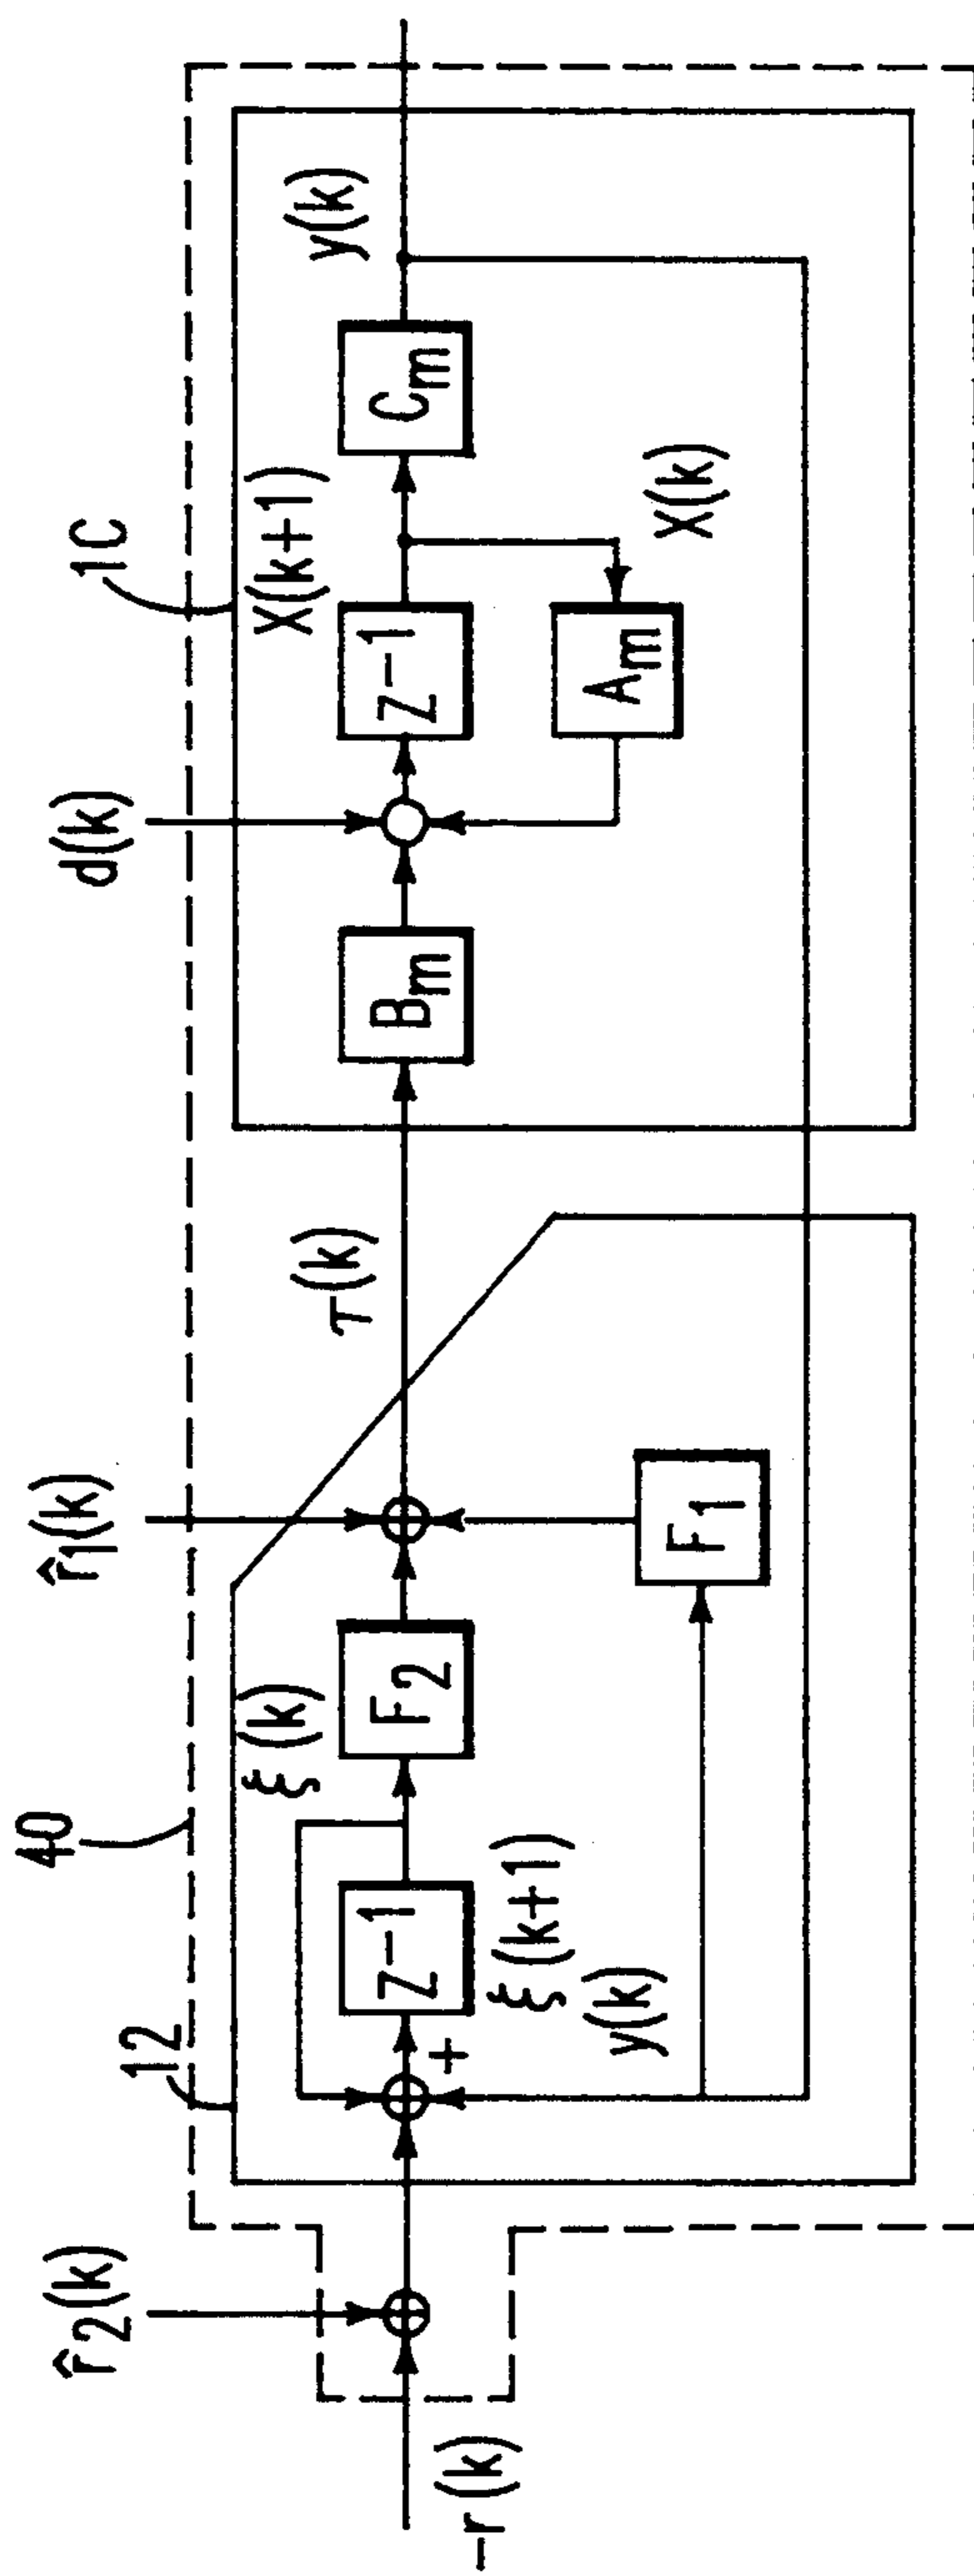 -r(k)
r̂2(k)
12
40
ξ(k)
z-1
ξ(k+1)
y(k)
F2
F1
r̂1(k)
τ(k)
d(k)
1C
Bm
X(k+1)
z-1
Am
X(k)
Cm
y(k)
+